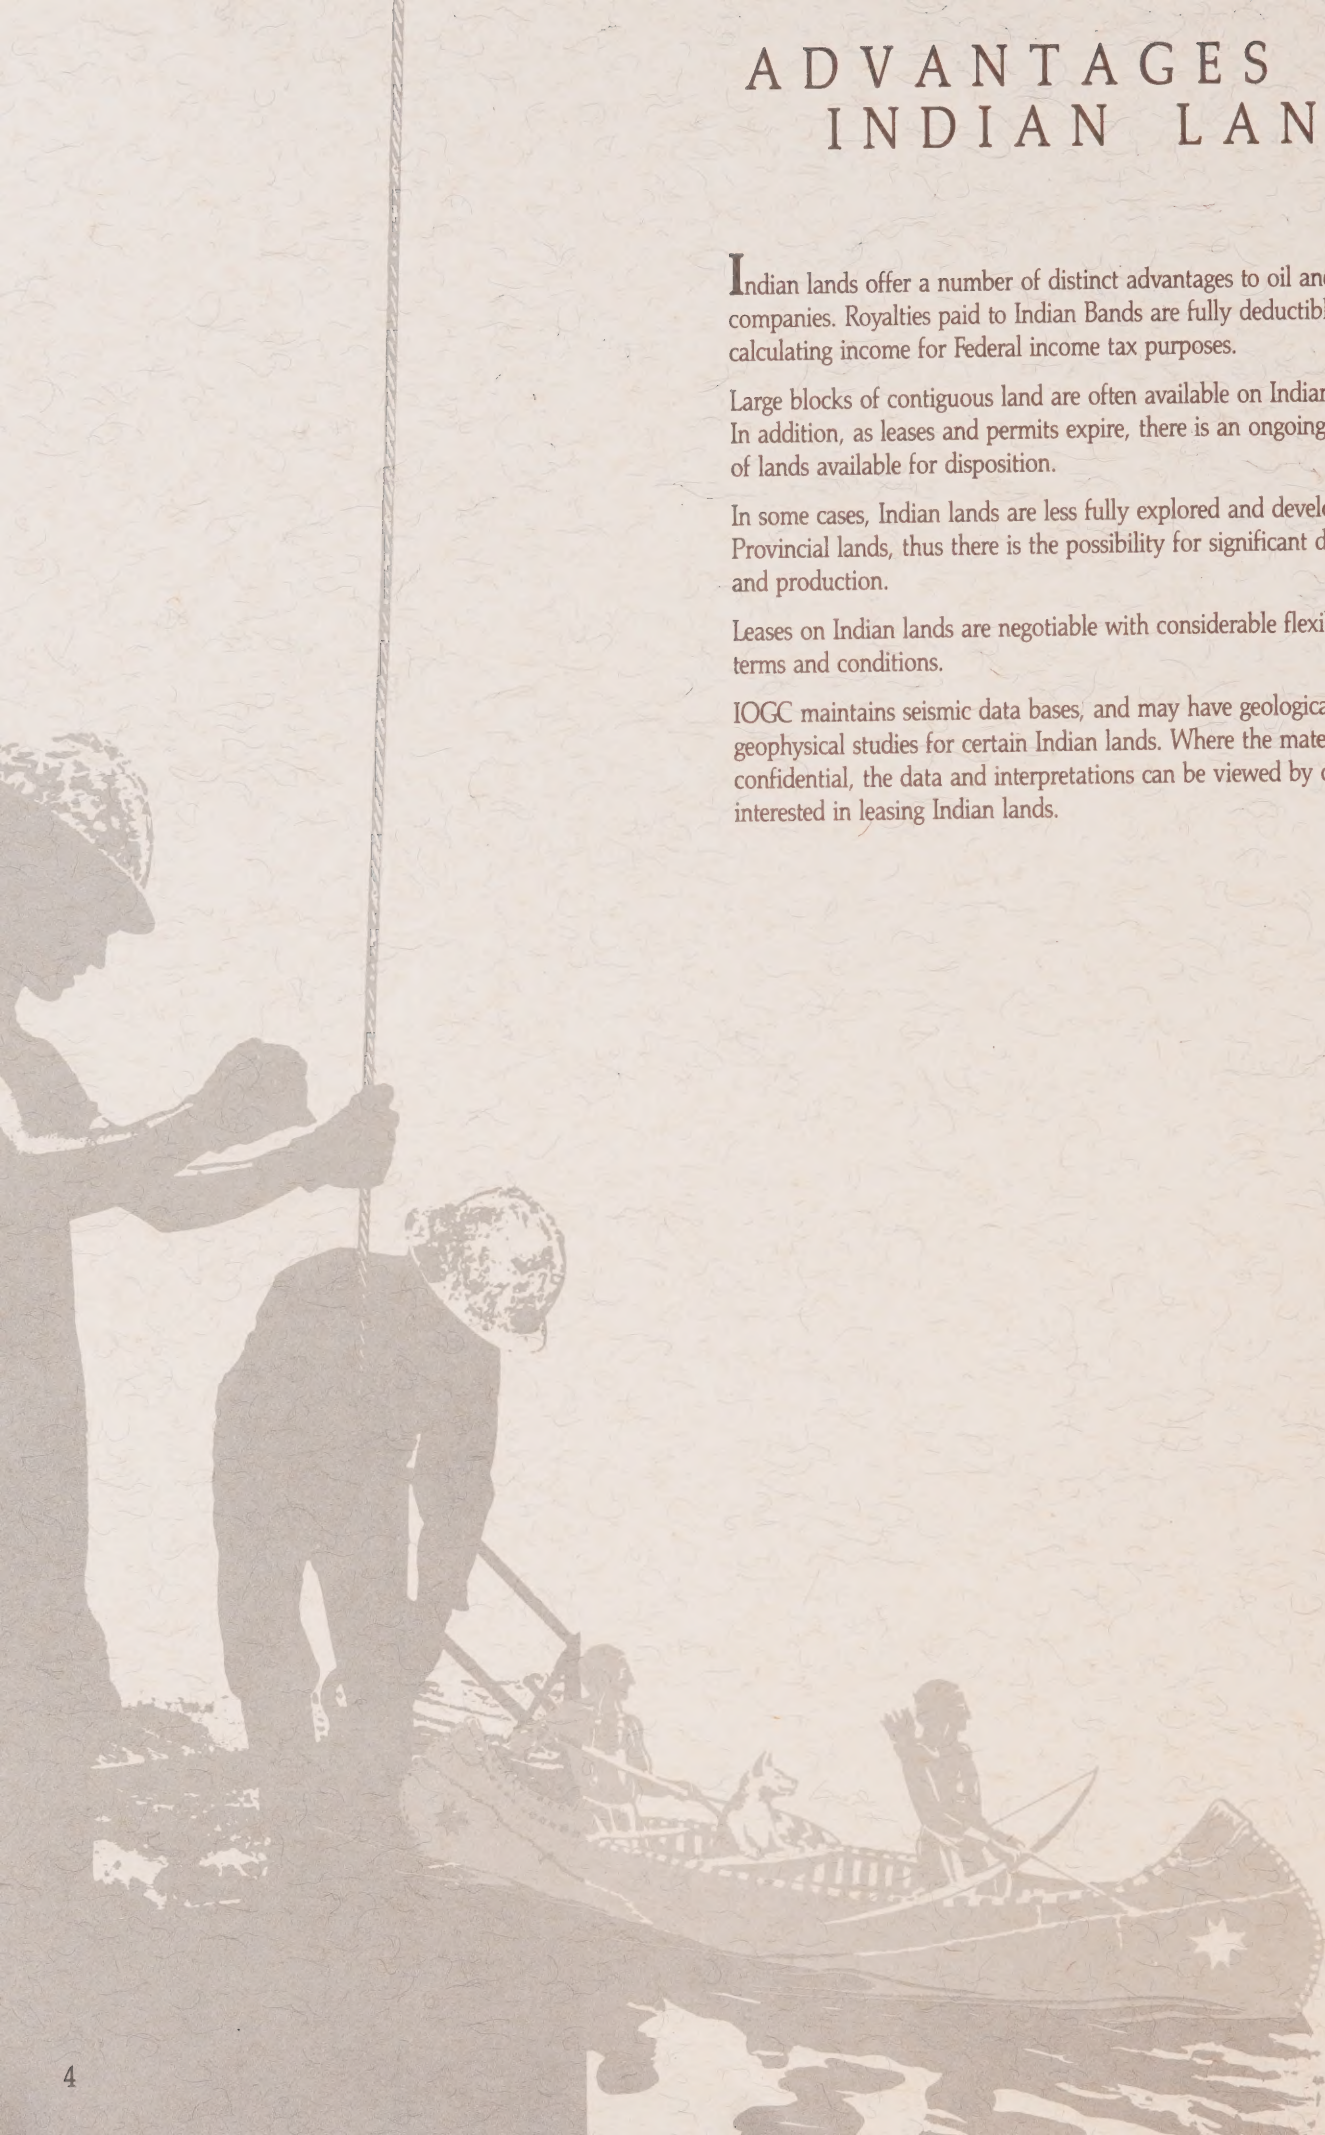 ADVANTAGES
INDIAN LAN
Indian lands offer a number of distinct advantages to oil an
companies. Royalties paid to Indian Bands are fully deductib
calculating income for Federal income tax purposes.
Large blocks of contiguous land are often available on Indian
In addition, as leases and permits expire, there is an ongoing
of lands available for disposition.
In some cases, Indian lands are less fully explored and devel
Provincial lands, thus there is the possibility for significant d
and production.
Leases on Indian lands are negotiable with considerable flexi
terms and conditions.
IOGC maintains seismic data bases, and may have geologica
geophysical studies for certain Indian lands. Where the mate
confidential, the data and interpretations can be viewed by
interested in leasing Indian lands.
4